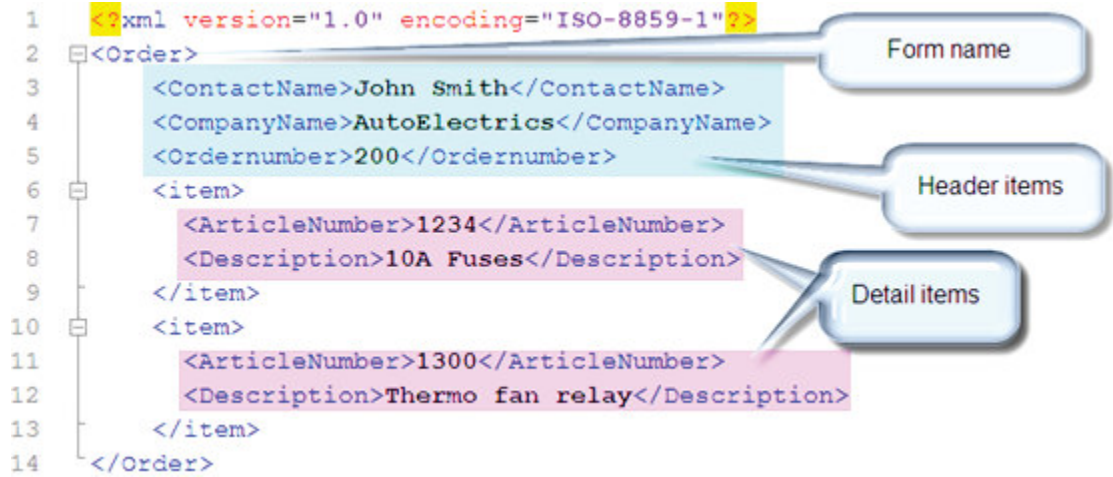 1 <?xml version="1.0" encoding="ISO-8859-1"?>
2 <Order>
Form name
3 <ContactName>John Smith</ContactName>
4 <CompanyName>AutoElectrics</CompanyName>
5 <Ordernumber>200</Ordernumber>
Header items
6 <item>
7 <ArticleNumber>1234</ArticleNumber>
8 <Description>10A Fuses</Description>
9 </item>
Detail items
10 <item>
11 <ArticleNumber>1300</ArticleNumber>
12 <Description>Thermo fan relay</Description>
13 </item>
14 </Order>